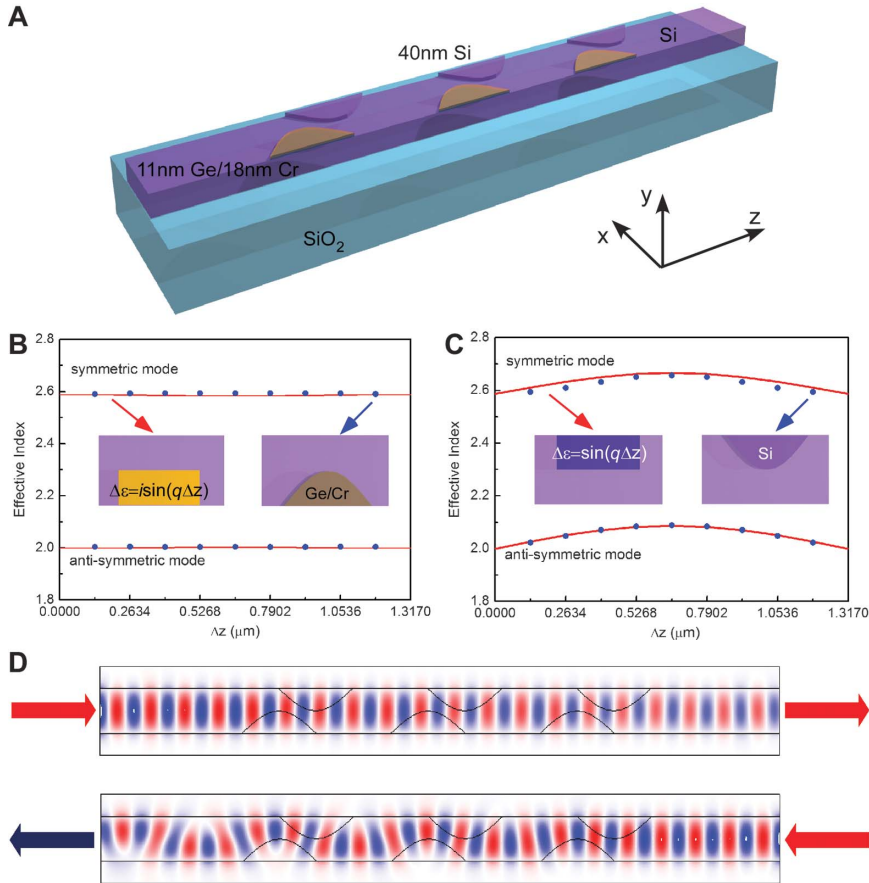 A
40nm Si
Si
11nm Ge/18nm Cr
SiO₂
y
x
z
B
Effective Index
2.8
2.6
2.4
2.2
2.0
1.8
symmetric mode
Δε=isin(qΔz)
Ge/Cr
anti-symmetric mode
0.0000 0.2634 0.5268 0.7902 1.0536 1.3170
Δz (μm)
C
Effective Index
2.8
2.6
2.4
2.2
2.0
1.8
symmetric mode
Δε=sin(qΔz)
Si
anti-symmetric mode
0.0000 0.2634 0.5268 0.7902 1.0536 1.3170
Δz (μm)
D